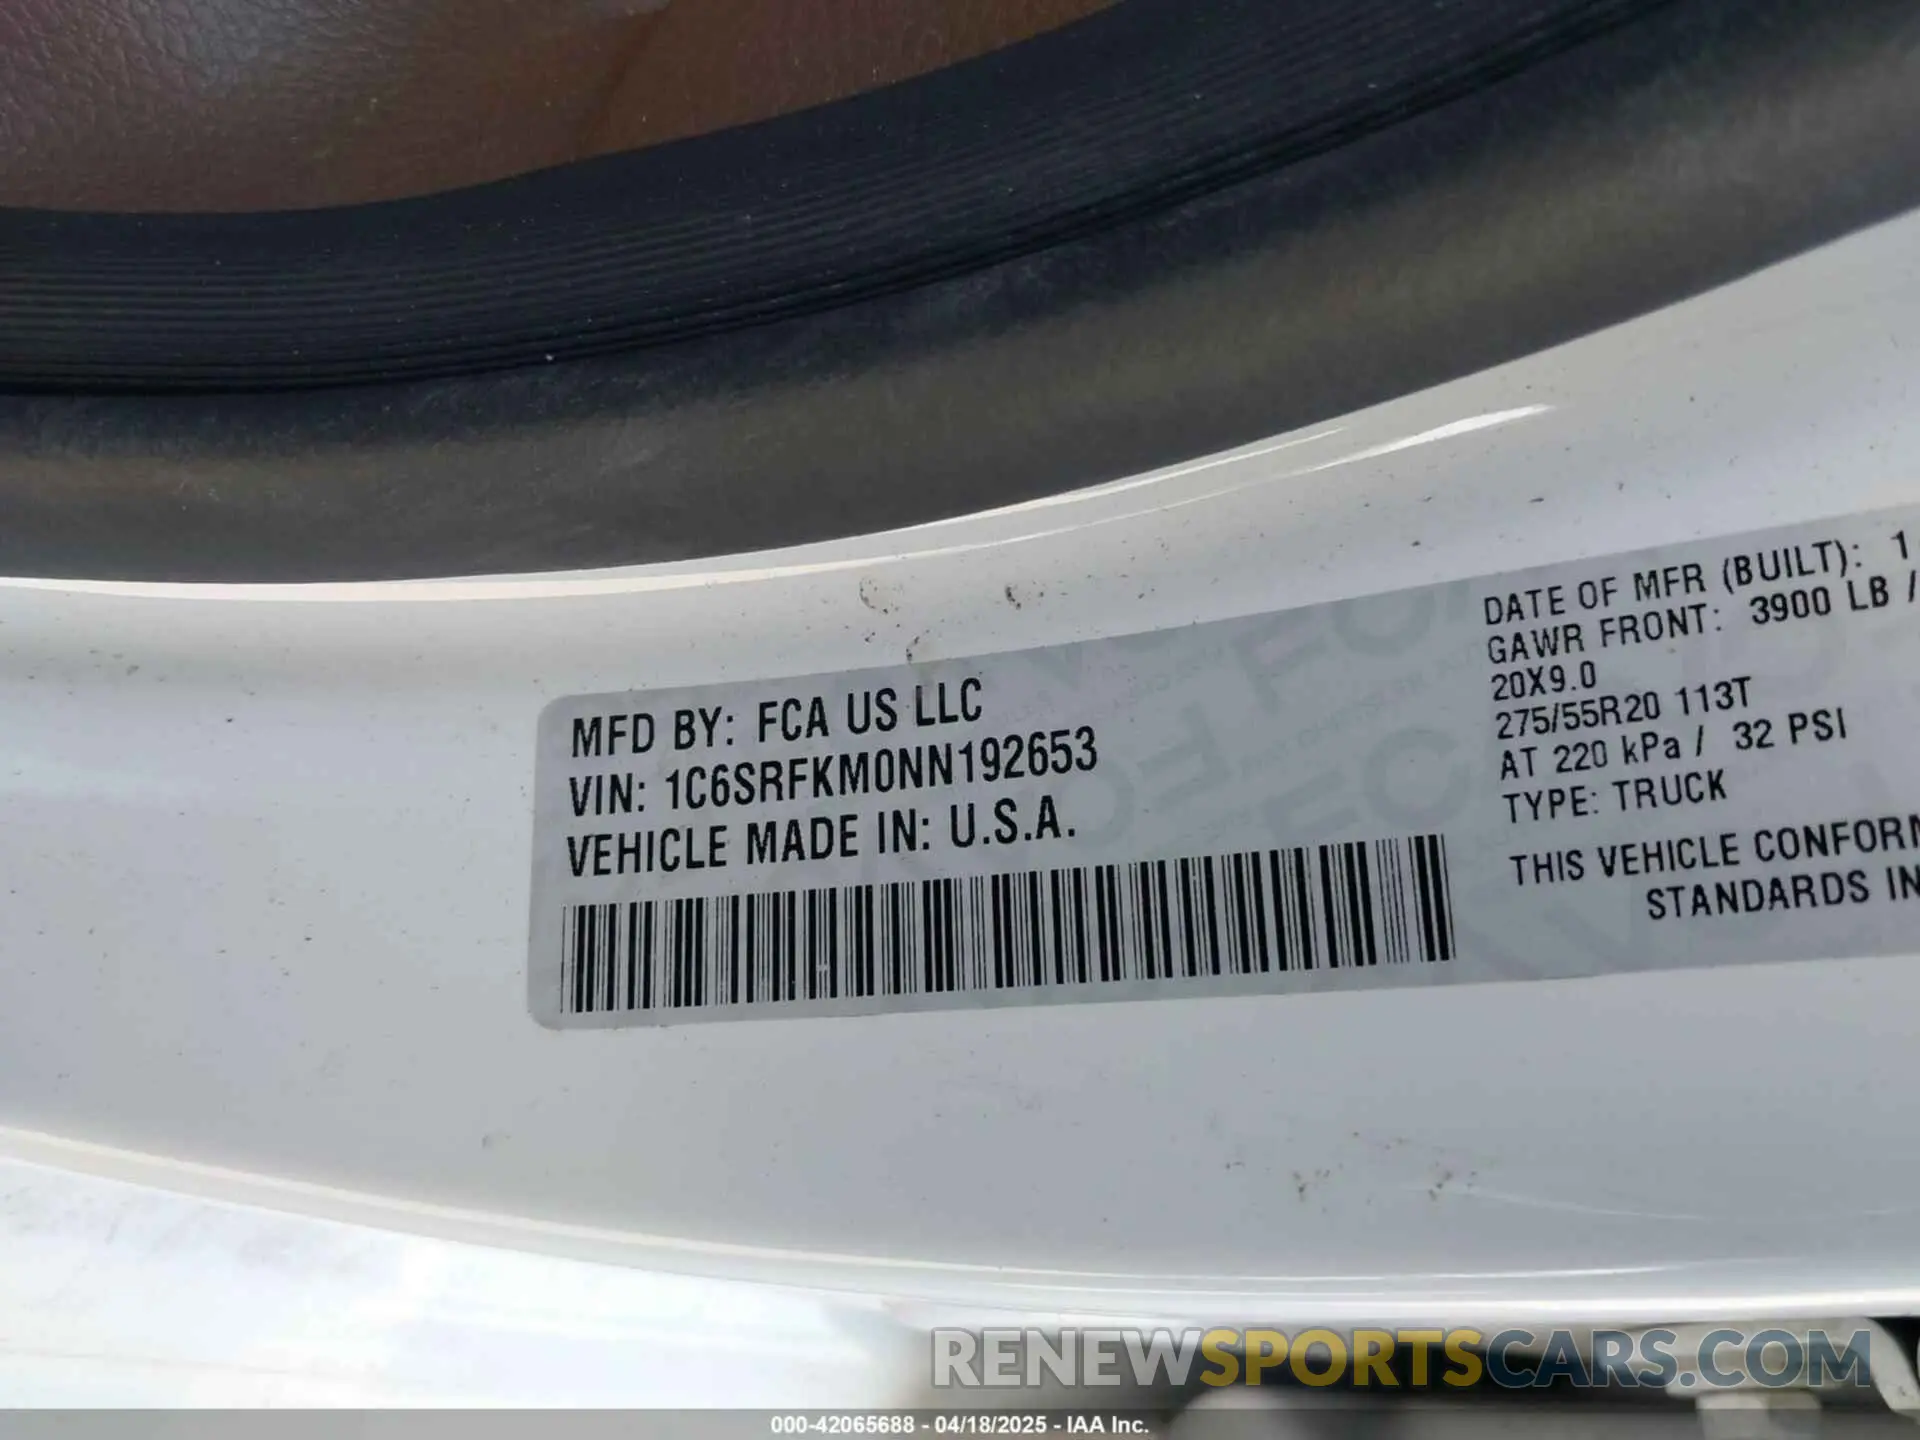 MFD BY: FCA US LLC
VIN: 1C6SRFKM0NN192653
VEHICLE MADE IN: U.S.A.
DATE OF MFR (BUILT): 1
GAWR FRONT: 3900 LB /
20X9.0
275/55R20 113T
AT 220 kPa / 32 PSI
TYPE: TRUCK
THIS VEHICLE CONFORM
STANDARDS IN
RENEWSPORTSCARS.COM
000-42065688 - 04/18/2025 - IAA Inc.